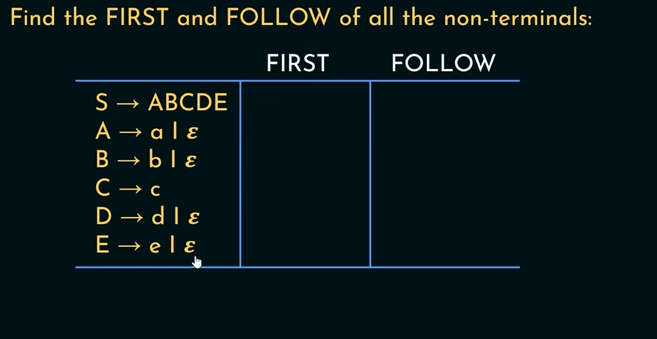 Find the FIRST and FOLLOW of all the non-terminals:
FIRST FOLLOW
S → ABCDE
A → a | ε
B → b | ε
C → c
D → d | ε
E → e | ε